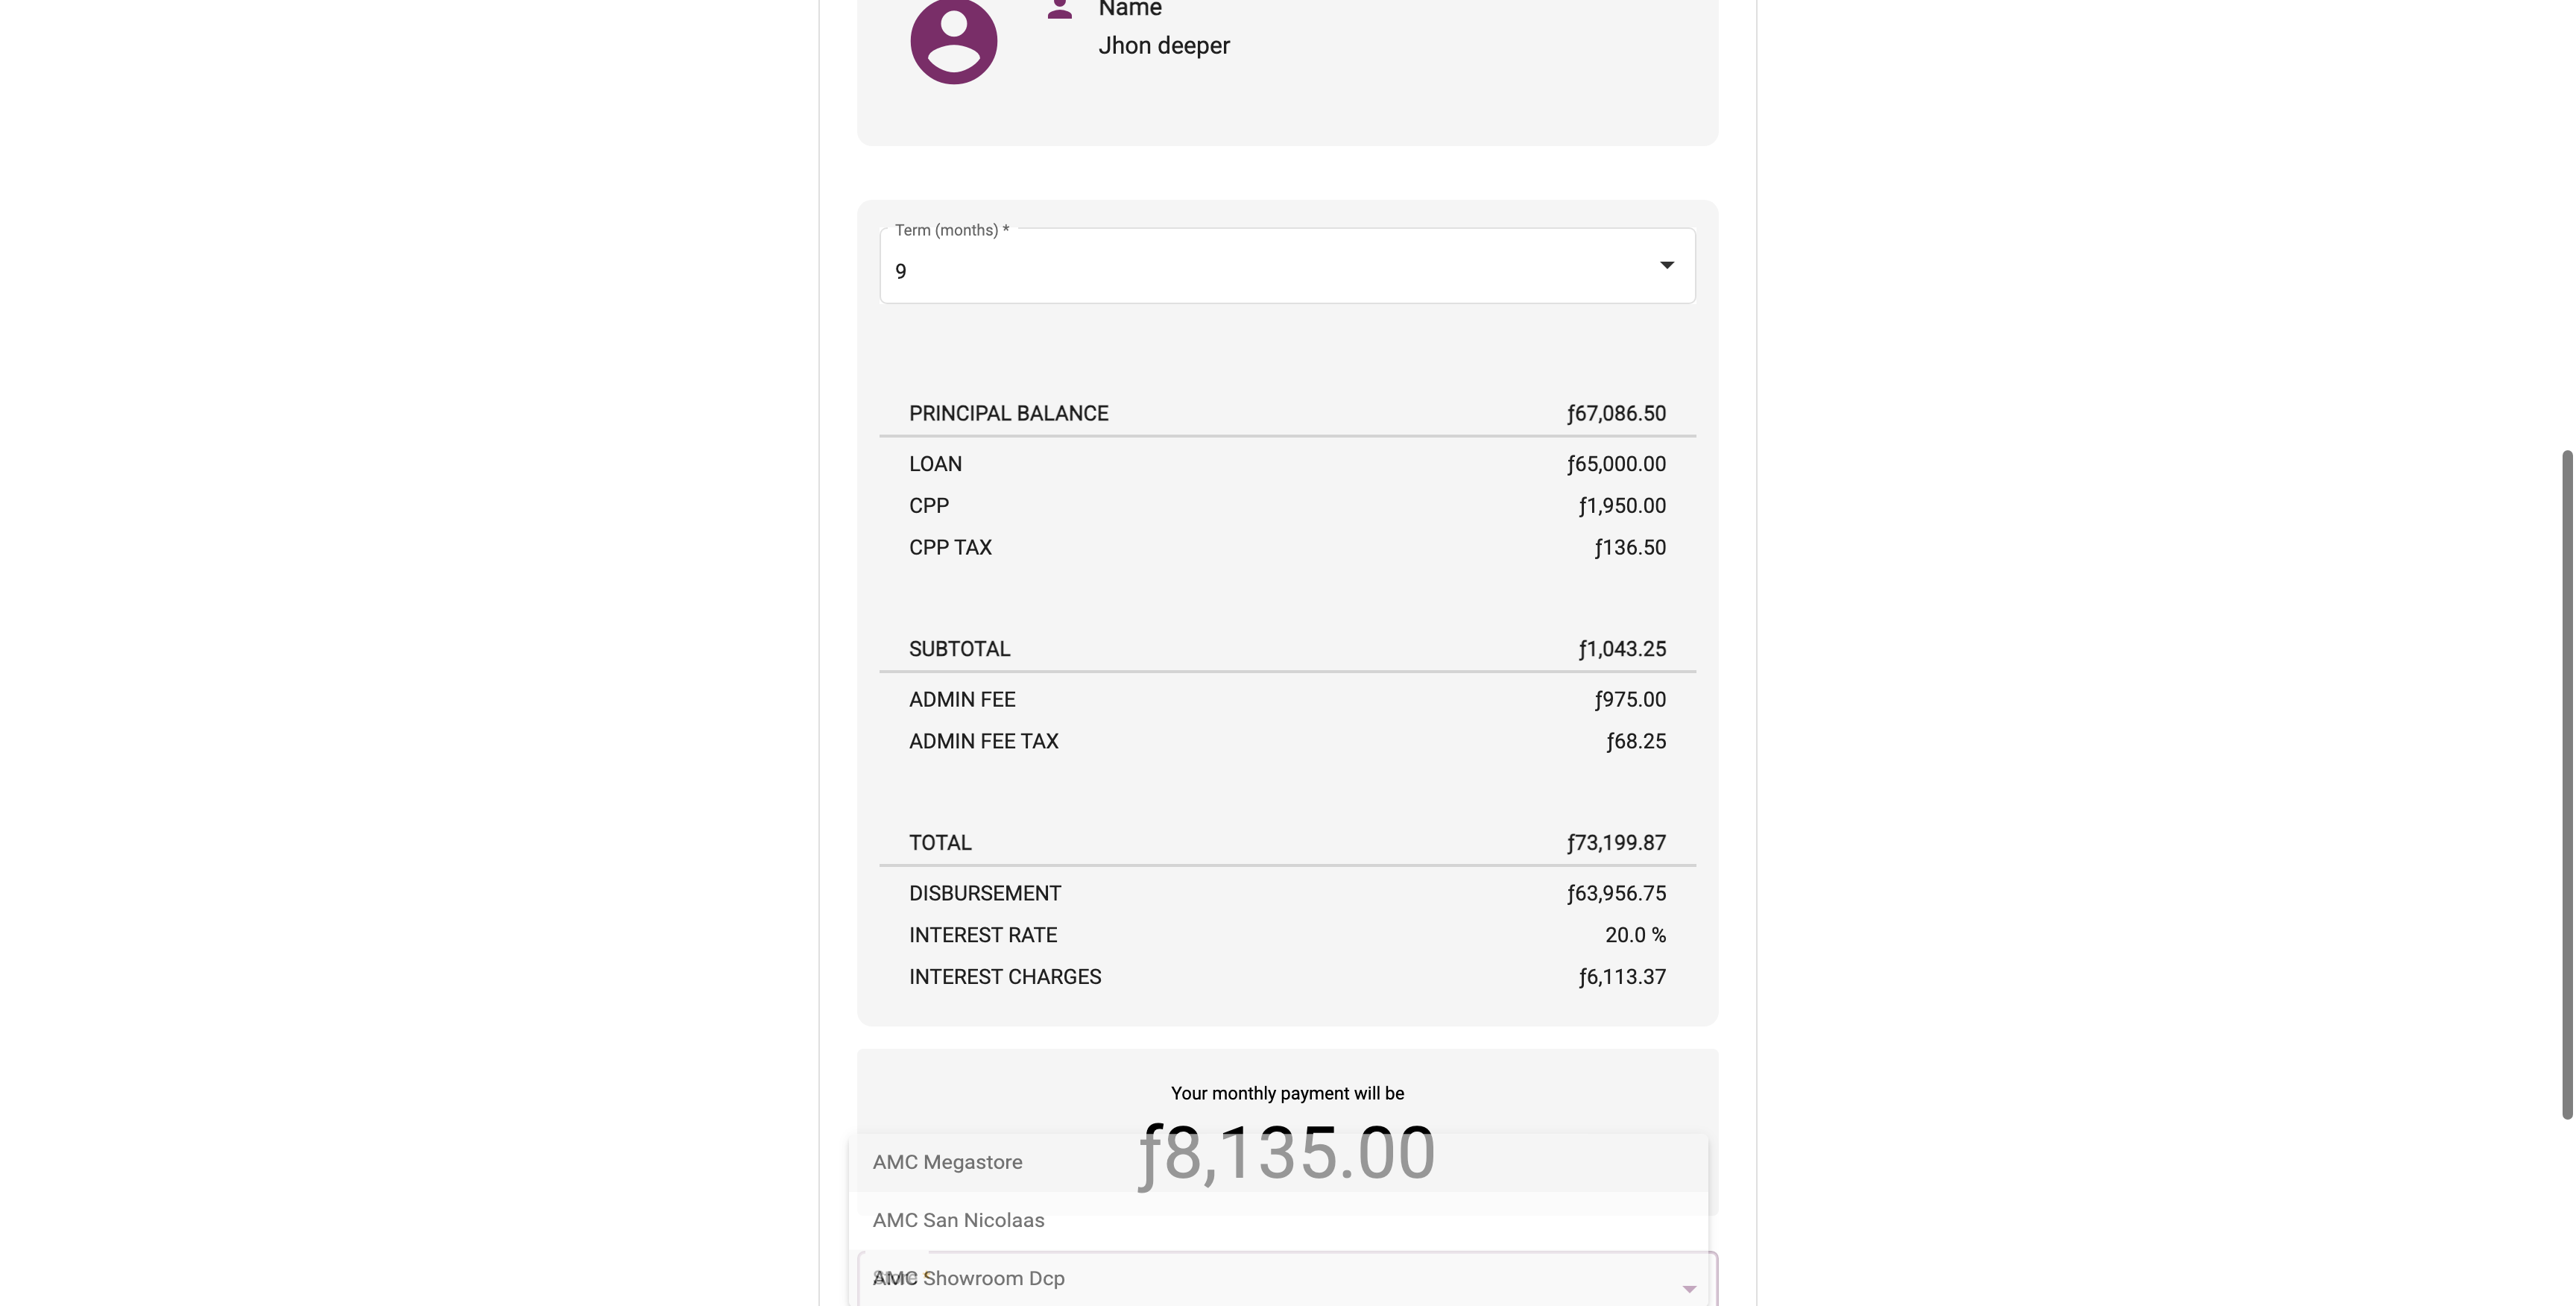 Name
Jhon deeper
Term (months) *
9
PRINCIPAL BALANCE ƒ67,086.50
LOAN ƒ65,000.00
CPP ƒ1,950.00
CPP TAX ƒ136.50
SUBTOTAL ƒ1,043.25
ADMIN FEE ƒ975.00
ADMIN FEE TAX ƒ68.25
TOTAL ƒ73,199.87
DISBURSEMENT ƒ63,956.75
INTEREST RATE 20.0 %
INTEREST CHARGES ƒ6,113.37
Your monthly payment will be
ƒ8,135.00
AMC Megastore
AMC San Nicolaas
Store *
AMC Showroom Dcp